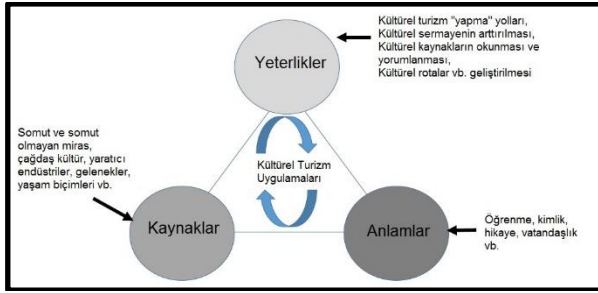 Kültürel turizm "yapma" yolları,
Kültürel sermayenin arttırılması,
Kültürel kaynakların okunması ve
yorumlanması,
Kültürel rotalar vb. geliştirilmesi
Yeterlikler
Somut ve somut
olmayan miras,
çağdaş kültür, yaratıcı
endüstriler, gelenekler,
yaşam biçimleri vb.
Kültürel Turizm
Uygulamaları
Kaynaklar
Anlamlar
Öğrenme, kimlik,
hikaye, vatandaşlık
vb.